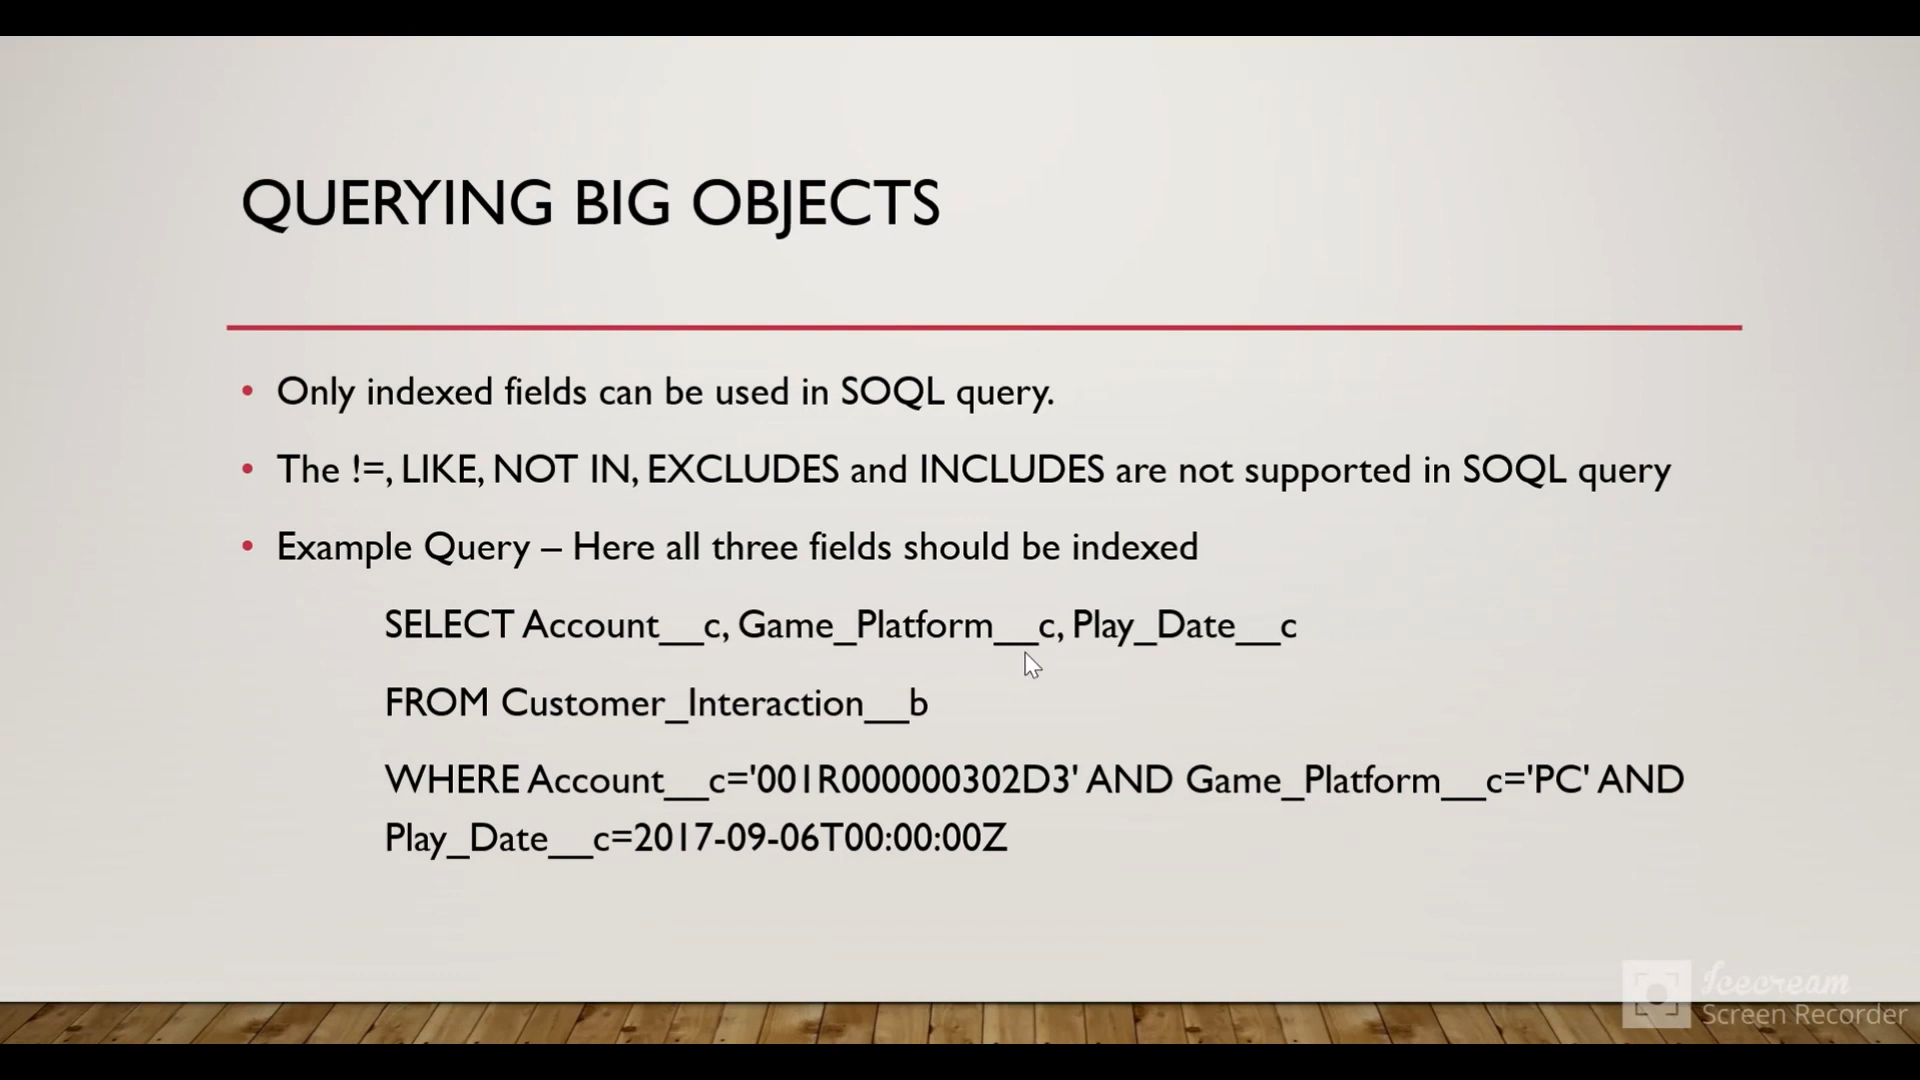 QUERYING BIG OBJECTS
• Only indexed fields can be used in SOQL query.
• The !=, LIKE, NOT IN, EXCLUDES and INCLUDES are not supported in SOQL query
• Example Query – Here all three fields should be indexed
SELECT Account__c, Game_Platform__c, Play_Date__c
FROM Customer_Interaction__b
WHERE Account__c='001R000000302D3' AND Game_Platform__c='PC' AND
Play_Date__c=2017-09-06T00:00:00Z
Icecream
Screen Recorder